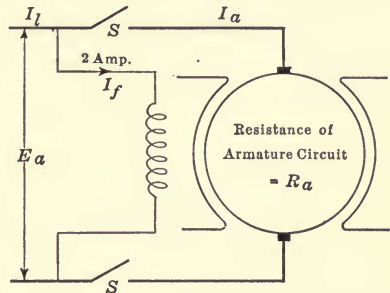 I_l
S
I_a
2 Amp.
I_f
Resistance of
Armature Circuit
= R_a
E_a
S